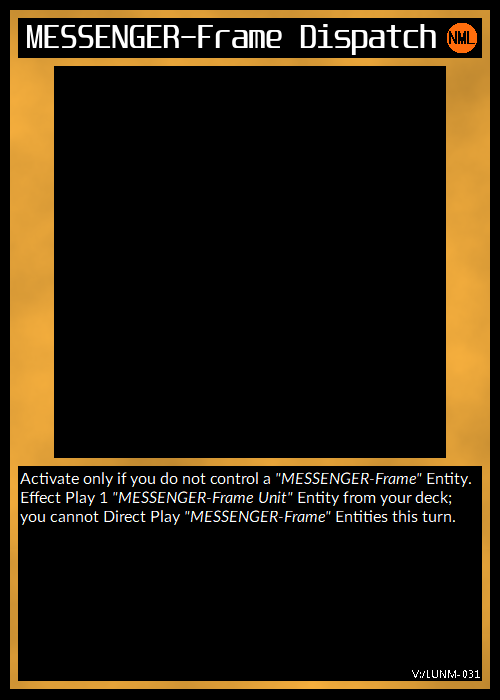 MESSENGER-Frame Dispatch NML
Activate only if you do not control a "MESSENGER-Frame" Entity.
Effect Play 1 "MESSENGER-Frame Unit" Entity from your deck;
you cannot Direct Play "MESSENGER-Frame" Entities this turn.
V:/LUNM-031